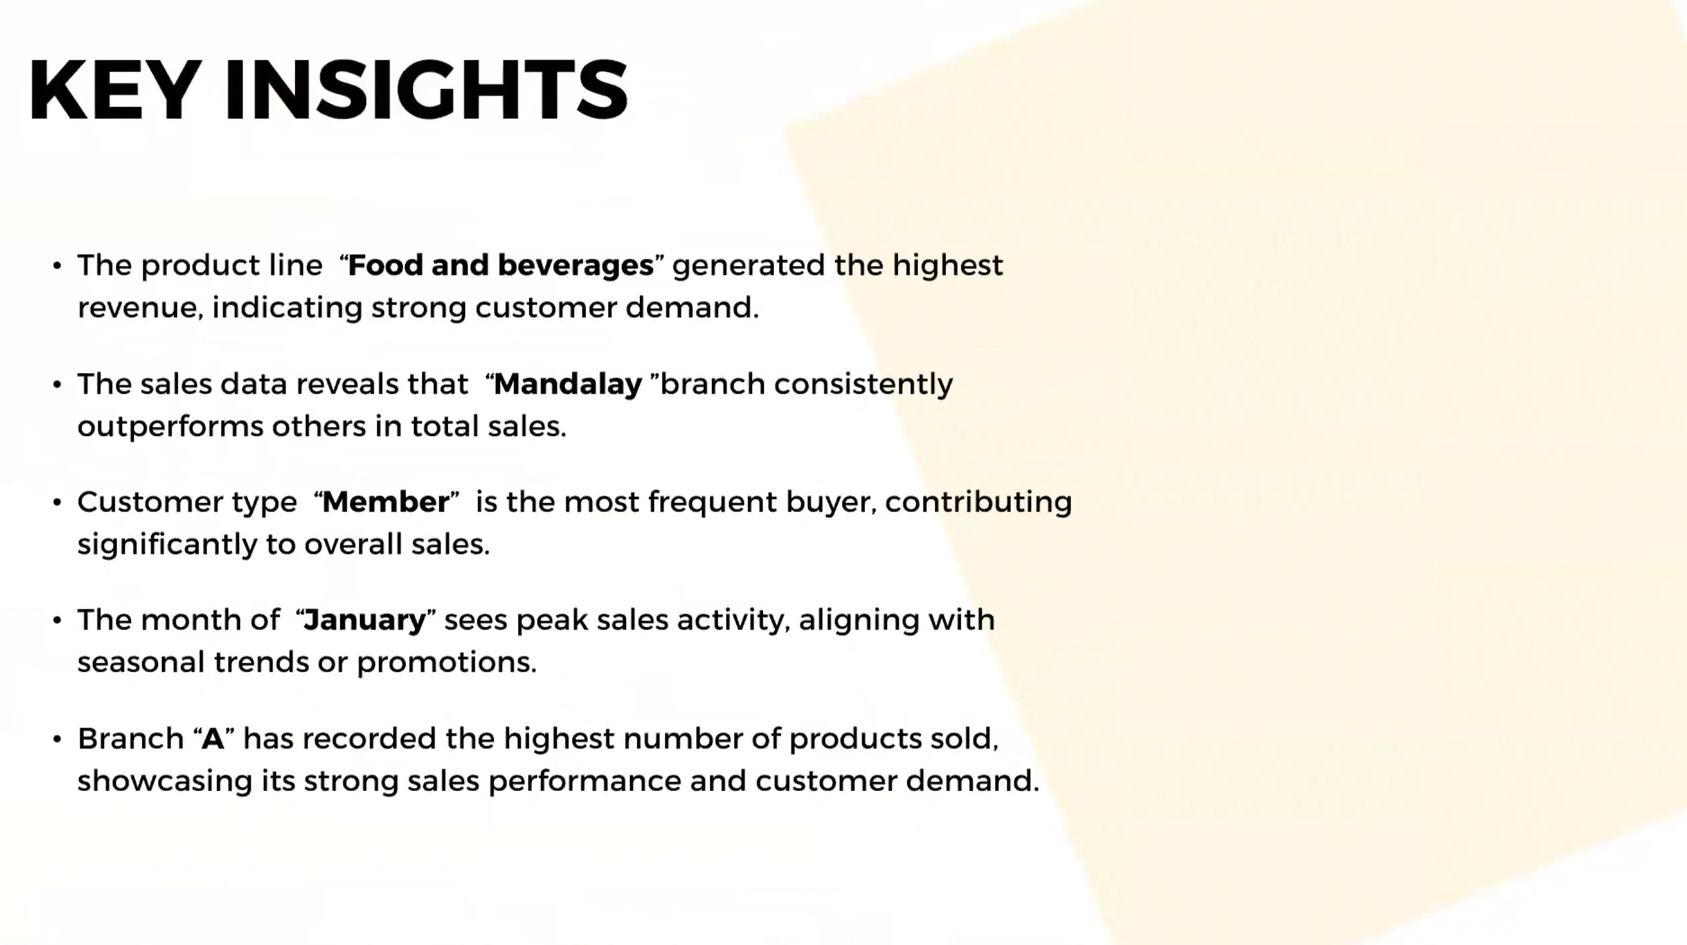 KEY INSIGHTS
• The product line “Food and beverages” generated the highest
revenue, indicating strong customer demand.
• The sales data reveals that “Mandalay ”branch consistently
outperforms others in total sales.
• Customer type “Member” is the most frequent buyer, contributing
significantly to overall sales.
• The month of “January” sees peak sales activity, aligning with
seasonal trends or promotions.
• Branch “A” has recorded the highest number of products sold,
showcasing its strong sales performance and customer demand.